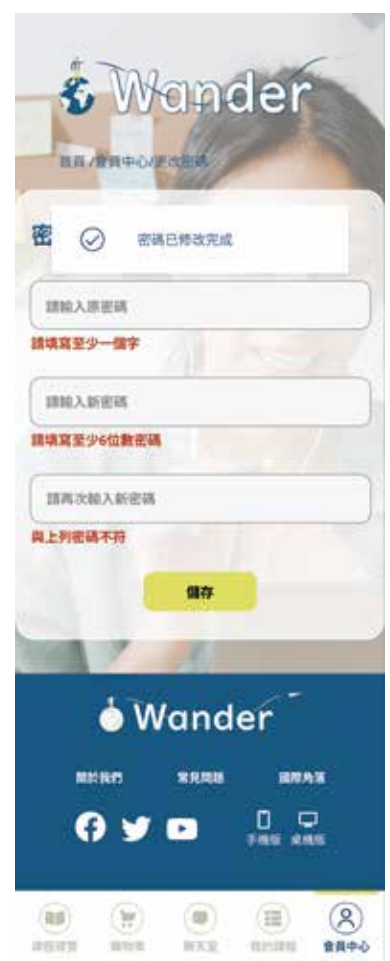 Wander
首頁 /會員中心/更改密碼
密
密碼已修改完成
請輸入原密碼
請填寫至少一個字
請輸入新密碼
請填寫至少6位數密碼
請再次輸入新密碼
與上列密碼不符
儲存
Wander
關於我們 常見問題 國際角落
手機版 桌機版
購物車 聊天室 我的課程 會員中心